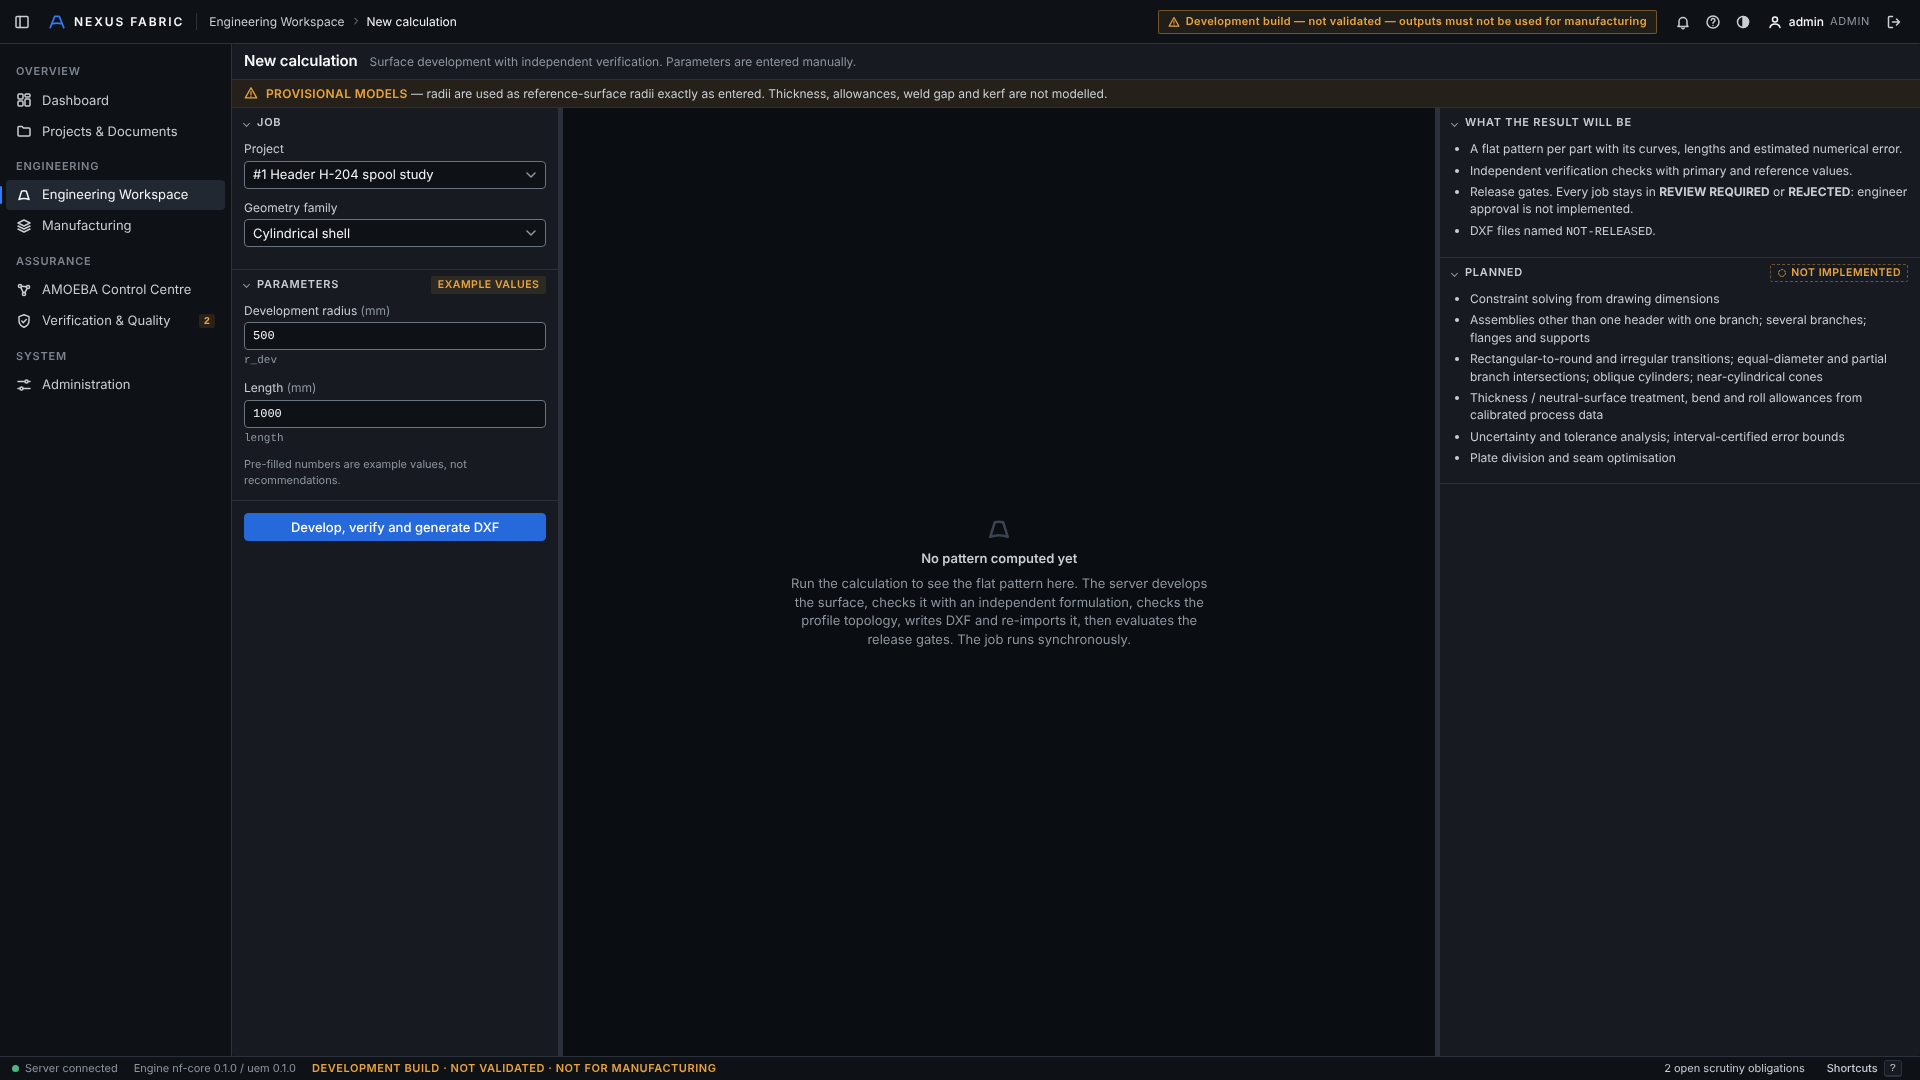 NEXUS FABRIC
Engineering Workspace
New calculation
Development build — not validated — outputs must not be used for manufacturing
admin ADMIN
OVERVIEW
Dashboard
Projects & Documents
ENGINEERING
Engineering Workspace
Manufacturing
ASSURANCE
AMOEBA Control Centre
Verification & Quality 2
SYSTEM
Administration
New calculation Surface development with independent verification. Parameters are entered manually.
PROVISIONAL MODELS — radii are used as reference-surface radii exactly as entered. Thickness, allowances, weld gap and kerf are not modelled.
JOB
Project
#1 Header H-204 spool study
Geometry family
Cylindrical shell
PARAMETERS EXAMPLE VALUES
Development radius (mm)
500
r_dev
Length (mm)
1000
length
Pre-filled numbers are example values, not
recommendations.
Develop, verify and generate DXF
No pattern computed yet
Run the calculation to see the flat pattern here. The server develops
the surface, checks it with an independent formulation, checks the
profile topology, writes DXF and re-imports it, then evaluates the
release gates. The job runs synchronously.
WHAT THE RESULT WILL BE
A flat pattern per part with its curves, lengths and estimated numerical error.
Independent verification checks with primary and reference values.
Release gates. Every job stays in REVIEW REQUIRED or REJECTED: engineer
approval is not implemented.
DXF files named NOT-RELEASED.
PLANNED NOT IMPLEMENTED
Constraint solving from drawing dimensions
Assemblies other than one header with one branch; several branches;
flanges and supports
Rectangular-to-round and irregular transitions; equal-diameter and partial
branch intersections; oblique cylinders; near-cylindrical cones
Thickness / neutral-surface treatment, bend and roll allowances from
calibrated process data
Uncertainty and tolerance analysis; interval-certified error bounds
Plate division and seam optimisation
Server connected
Engine nf-core 0.1.0 / uem 0.1.0
DEVELOPMENT BUILD · NOT VALIDATED · NOT FOR MANUFACTURING
2 open scrutiny obligations
Shortcuts ?